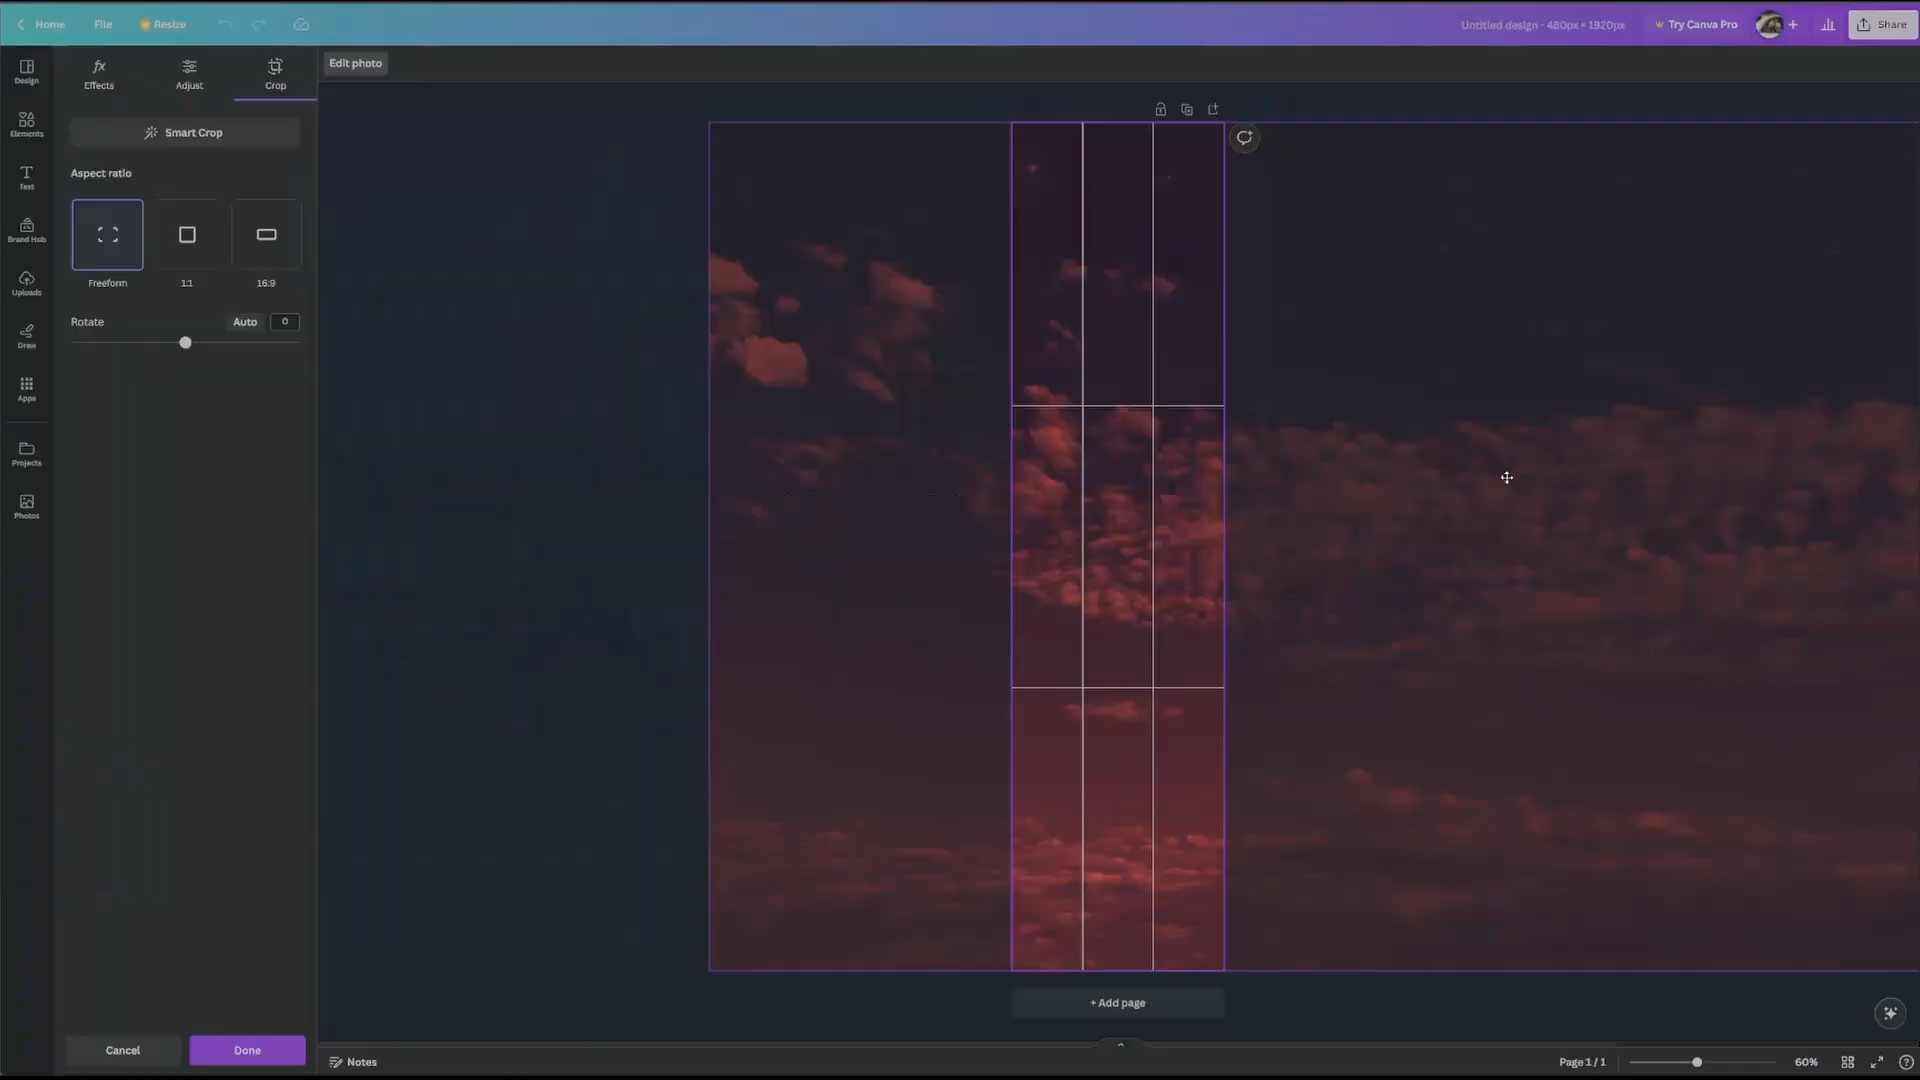 Home File Resize Untitled design - 480px × 1920px Try Canva Pro + Share
Design
Elements
Text
Brand Hub
Uploads
Draw
Apps
Projects
Photos
fx
Effects Adjust Crop
Smart Crop
Aspect ratio
Freeform 1:1 16:9
Rotate Auto 0
Cancel Done
Edit photo
+ Add page
Notes Page 1 / 1 60% ?